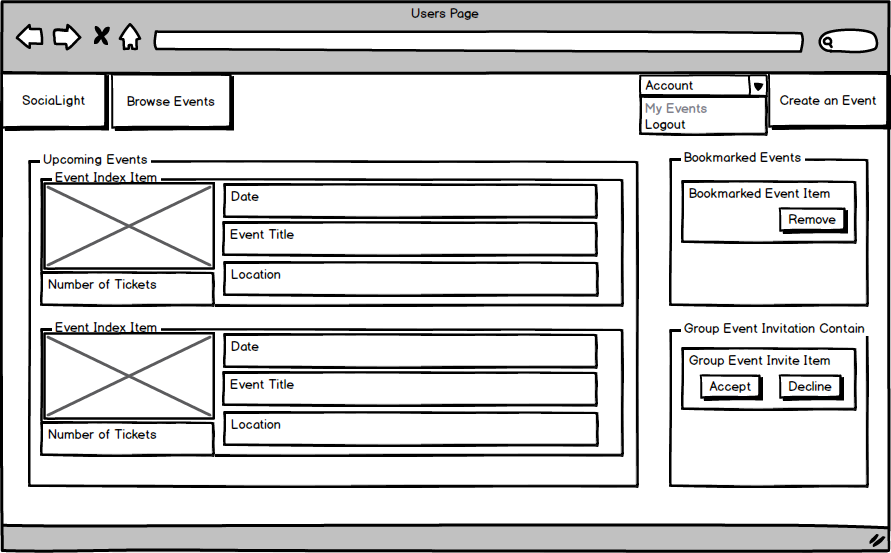 Users Page
SociaLight
Browse Events
Account
My Events
Logout
Create an Event
Upcoming Events
Event Index Item
Date
Event Title
Location
Number of Tickets
Event Index Item
Date
Event Title
Location
Number of Tickets
Bookmarked Events
Bookmarked Event Item
Remove
Group Event Invitation Contain
Group Event Invite Item
Accept
Decline